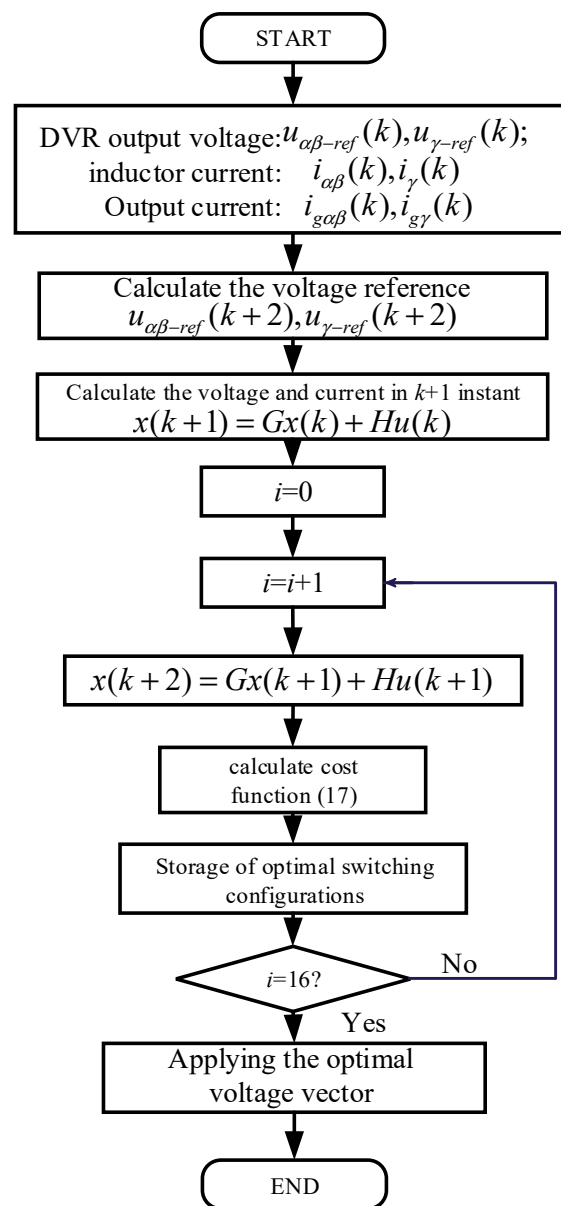 START
DVR output voltage:u_{αβ−ref}(k),u_{γ−ref}(k);
inductor current: i_{αβ}(k),i_γ(k)
Output current: i_{gαβ}(k),i_{gγ}(k)
Calculate the voltage reference
u_{αβ−ref}(k+2),u_{γ−ref}(k+2)
Calculate the voltage and current in k+1 instant
x(k+1)=Gx(k)+Hu(k)
i=0
i=i+1
x(k+2)=Gx(k+1)+Hu(k+1)
calculate cost
function (17)
Storage of optimal switching
configurations
i=16?
No
Yes
Applying the optimal
voltage vector
END